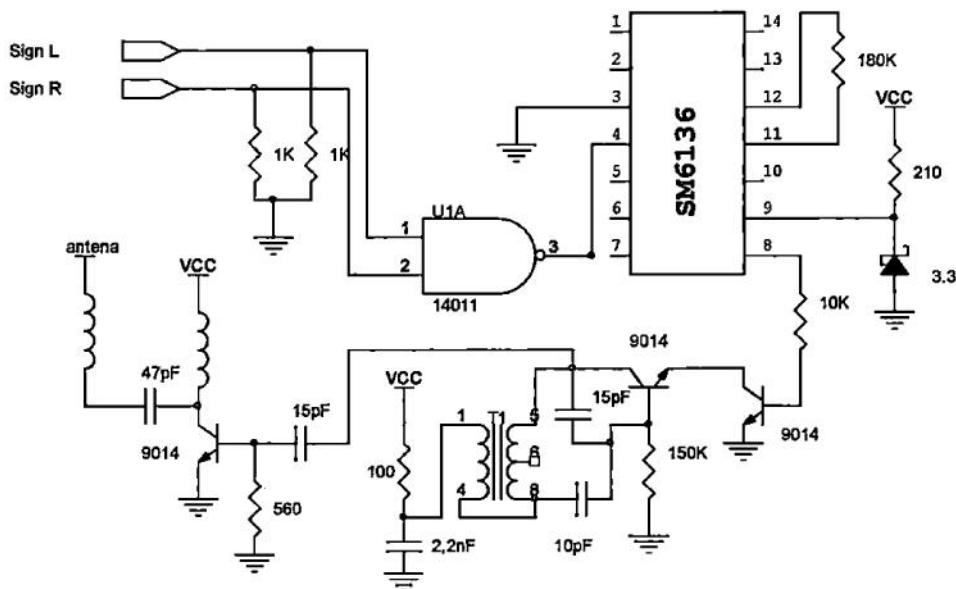 Sign L
Sign R
1K
1K
1
2
3
4
5
6
7
14
13
12
11
10
9
8
SM6136
180K
VCC
210
3.3
10K
U1A
1
2
3
14011
antena
VCC
47pF
9014
15pF
560
VCC
100
2,2nF
1
4
T1
5
6
8
15pF
10pF
150K
9014
9014